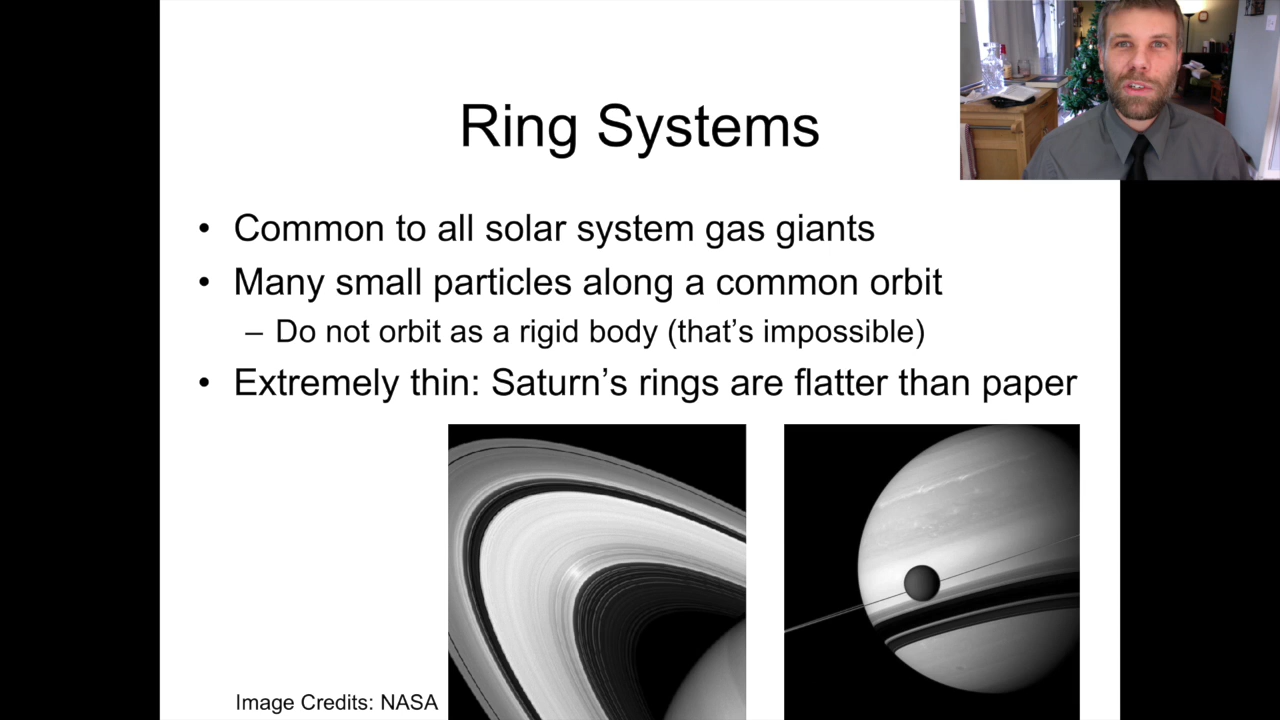 Ring Systems
• Common to all solar system gas giants
• Many small particles along a common orbit
– Do not orbit as a rigid body (that's impossible)
• Extremely thin: Saturn's rings are flatter than paper
Image Credits: NASA